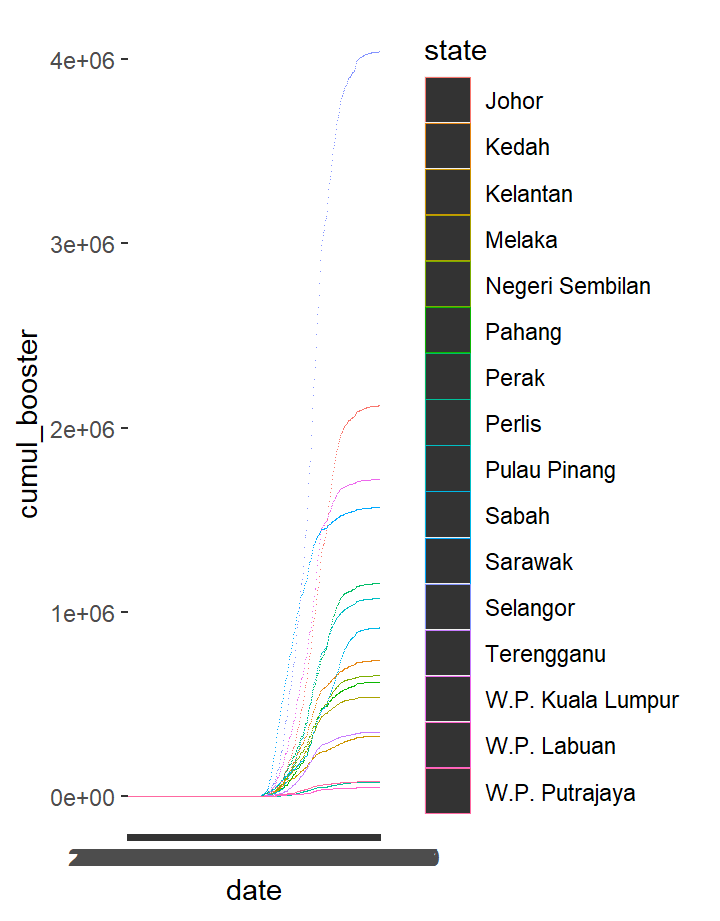 state
4e+06
3e+06
2e+06
1e+06
0e+00
cumul_booster
date
Johor
Kedah
Kelantan
Melaka
Negeri Sembilan
Pahang
Perak
Perlis
Pulau Pinang
Sabah
Sarawak
Selangor
Terengganu
W.P. Kuala Lumpur
W.P. Labuan
W.P. Putrajaya